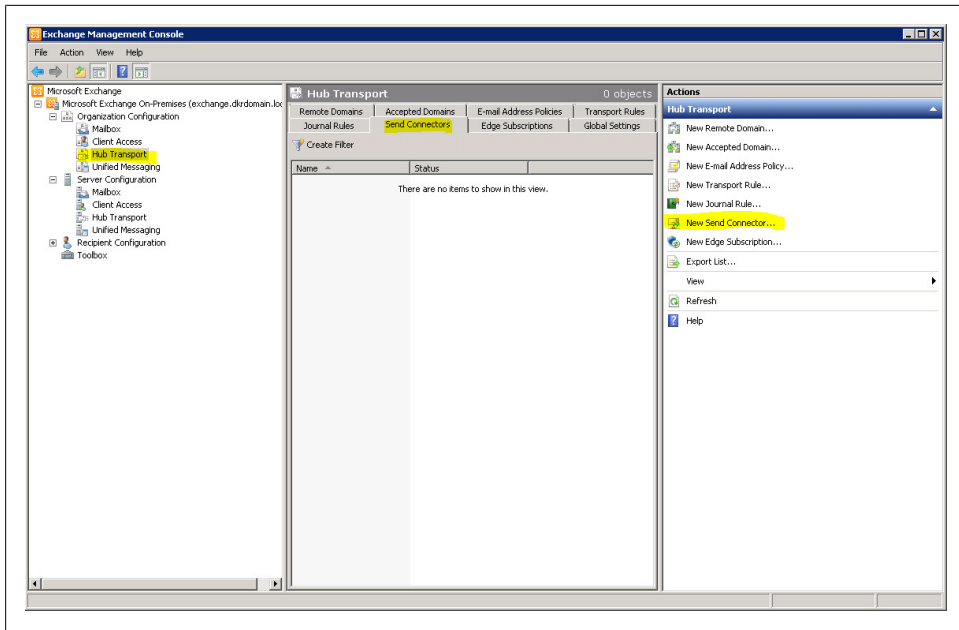 Exchange Management Console
File Action View Help
Microsoft Exchange
Microsoft Exchange On-Premises (exchange.dkrdomain.loc
Organization Configuration
Mailbox
Client Access
Hub Transport
Unified Messaging
Server Configuration
Mailbox
Client Access
Hub Transport
Unified Messaging
Recipient Configuration
Toolbox
Hub Transport 0 objects
Remote Domains Accepted Domains E-mail Address Policies Transport Rules
Journal Rules Send Connectors Edge Subscriptions Global Settings
Create Filter
Name Status
There are no items to show in this view.
Actions
Hub Transport
New Remote Domain...
New Accepted Domain...
New E-mail Address Policy...
New Transport Rule...
New Journal Rule...
New Send Connector...
New Edge Subscription...
Export List...
View
Refresh
Help